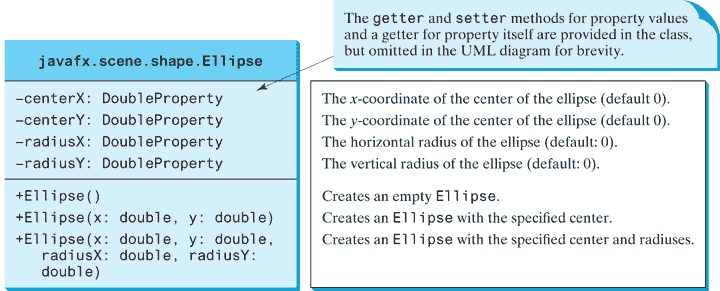 The getter and setter methods for property values
and a getter for property itself are provided in the class,
but omitted in the UML diagram for brevity.
javafx.scene.shape.Ellipse
-centerX: DoubleProperty
-centerY: DoubleProperty
-radiusX: DoubleProperty
-radiusY: DoubleProperty
The x-coordinate of the center of the ellipse (default 0).
The y-coordinate of the center of the ellipse (default 0).
The horizontal radius of the ellipse (default: 0).
The vertical radius of the ellipse (default: 0).
+Ellipse()
+Ellipse(x: double, y: double)
+Ellipse(x: double, y: double,
radiusX: double, radiusY:
double)
Creates an empty Ellipse.
Creates an Ellipse with the specified center.
Creates an Ellipse with the specified center and radiuses.